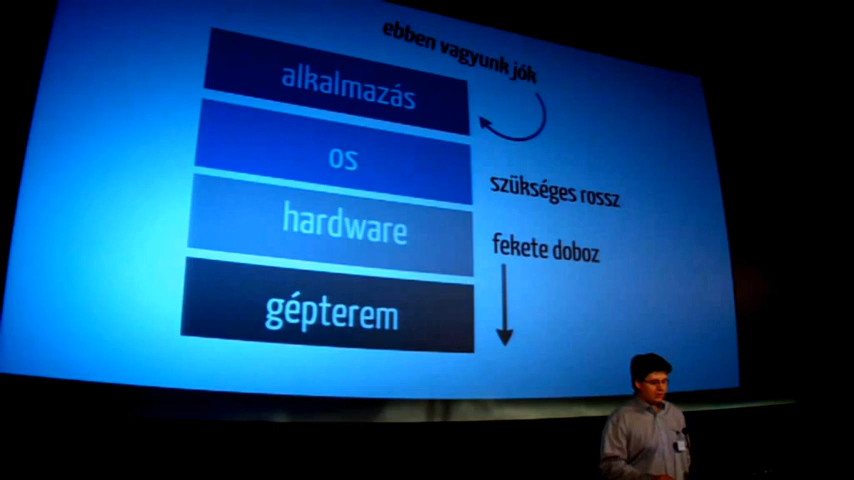 ebben vagyunk jók
alkalmazás
os
szükséges rossz
hardware
fekete doboz
gépterem